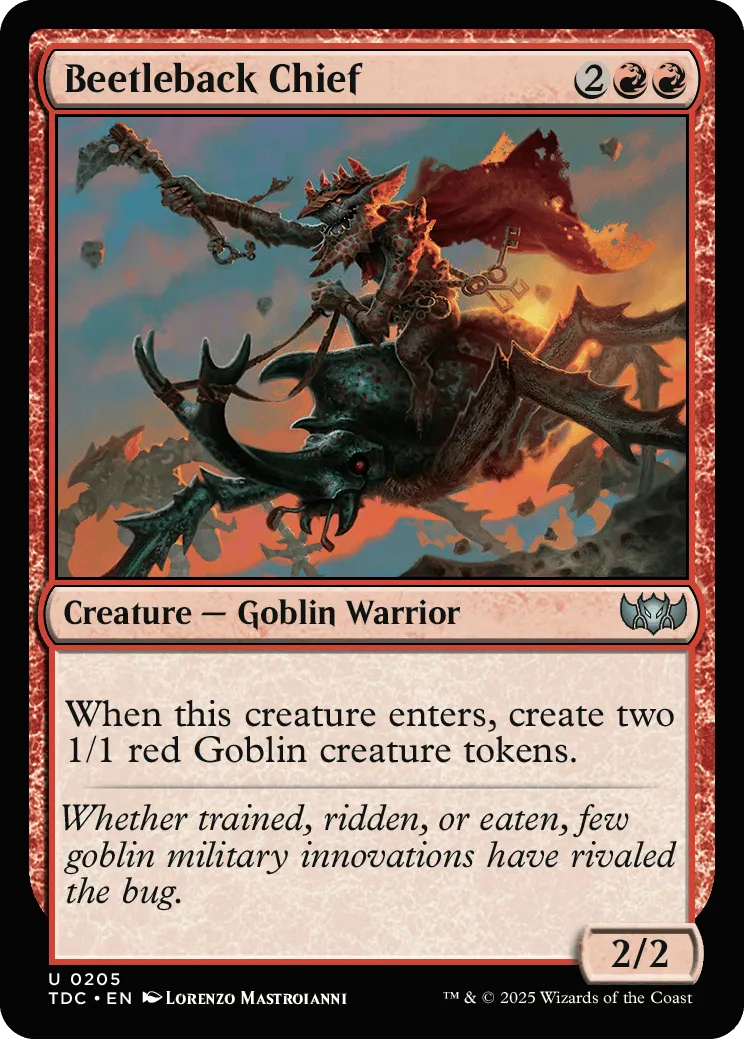 Beetleback Chief 2
Creature — Goblin Warrior
When this creature enters, create two
1/1 red Goblin creature tokens.
Whether trained, ridden, or eaten, few
goblin military innovations have rivaled
the bug.
2/2
U 0205
TDC • EN Lorenzo Mastroianni
™ & © 2025 Wizards of the Coast